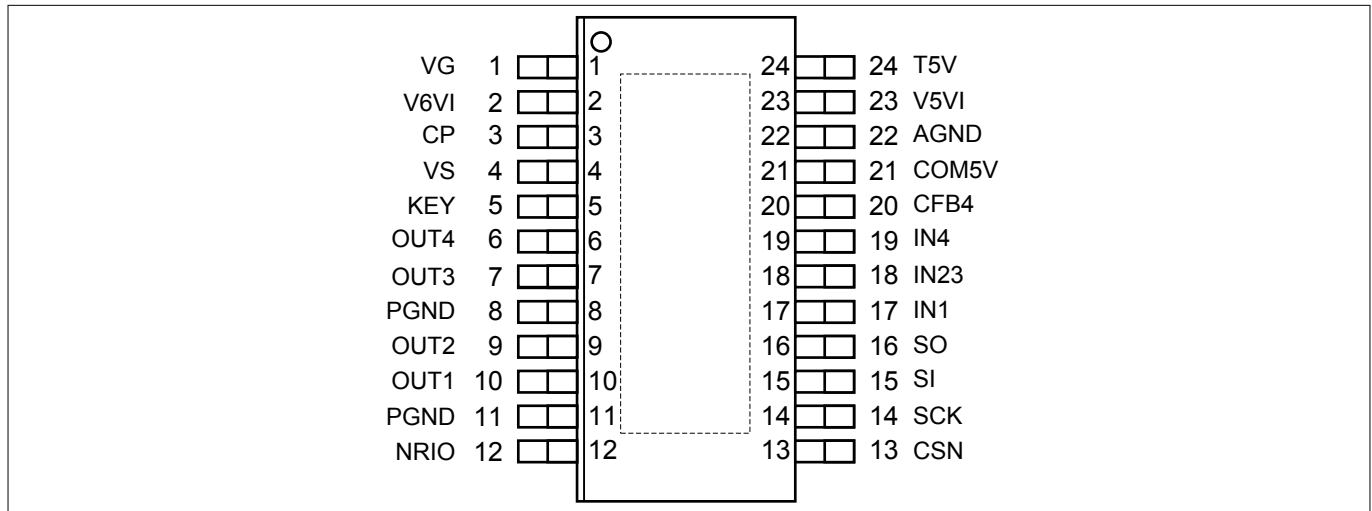 VG 1 1 24 24 T5V
V6VI 2 2 23 23 V5VI
CP 3 3 22 22 AGND
VS 4 4 21 21 COM5V
KEY 5 5 20 20 CFB4
OUT4 6 6 19 19 IN4
OUT3 7 7 18 18 IN23
PGND 8 8 17 17 IN1
OUT2 9 9 16 16 SO
OUT1 10 10 15 15 SI
PGND 11 11 14 14 SCK
NRIO 12 12 13 13 CSN